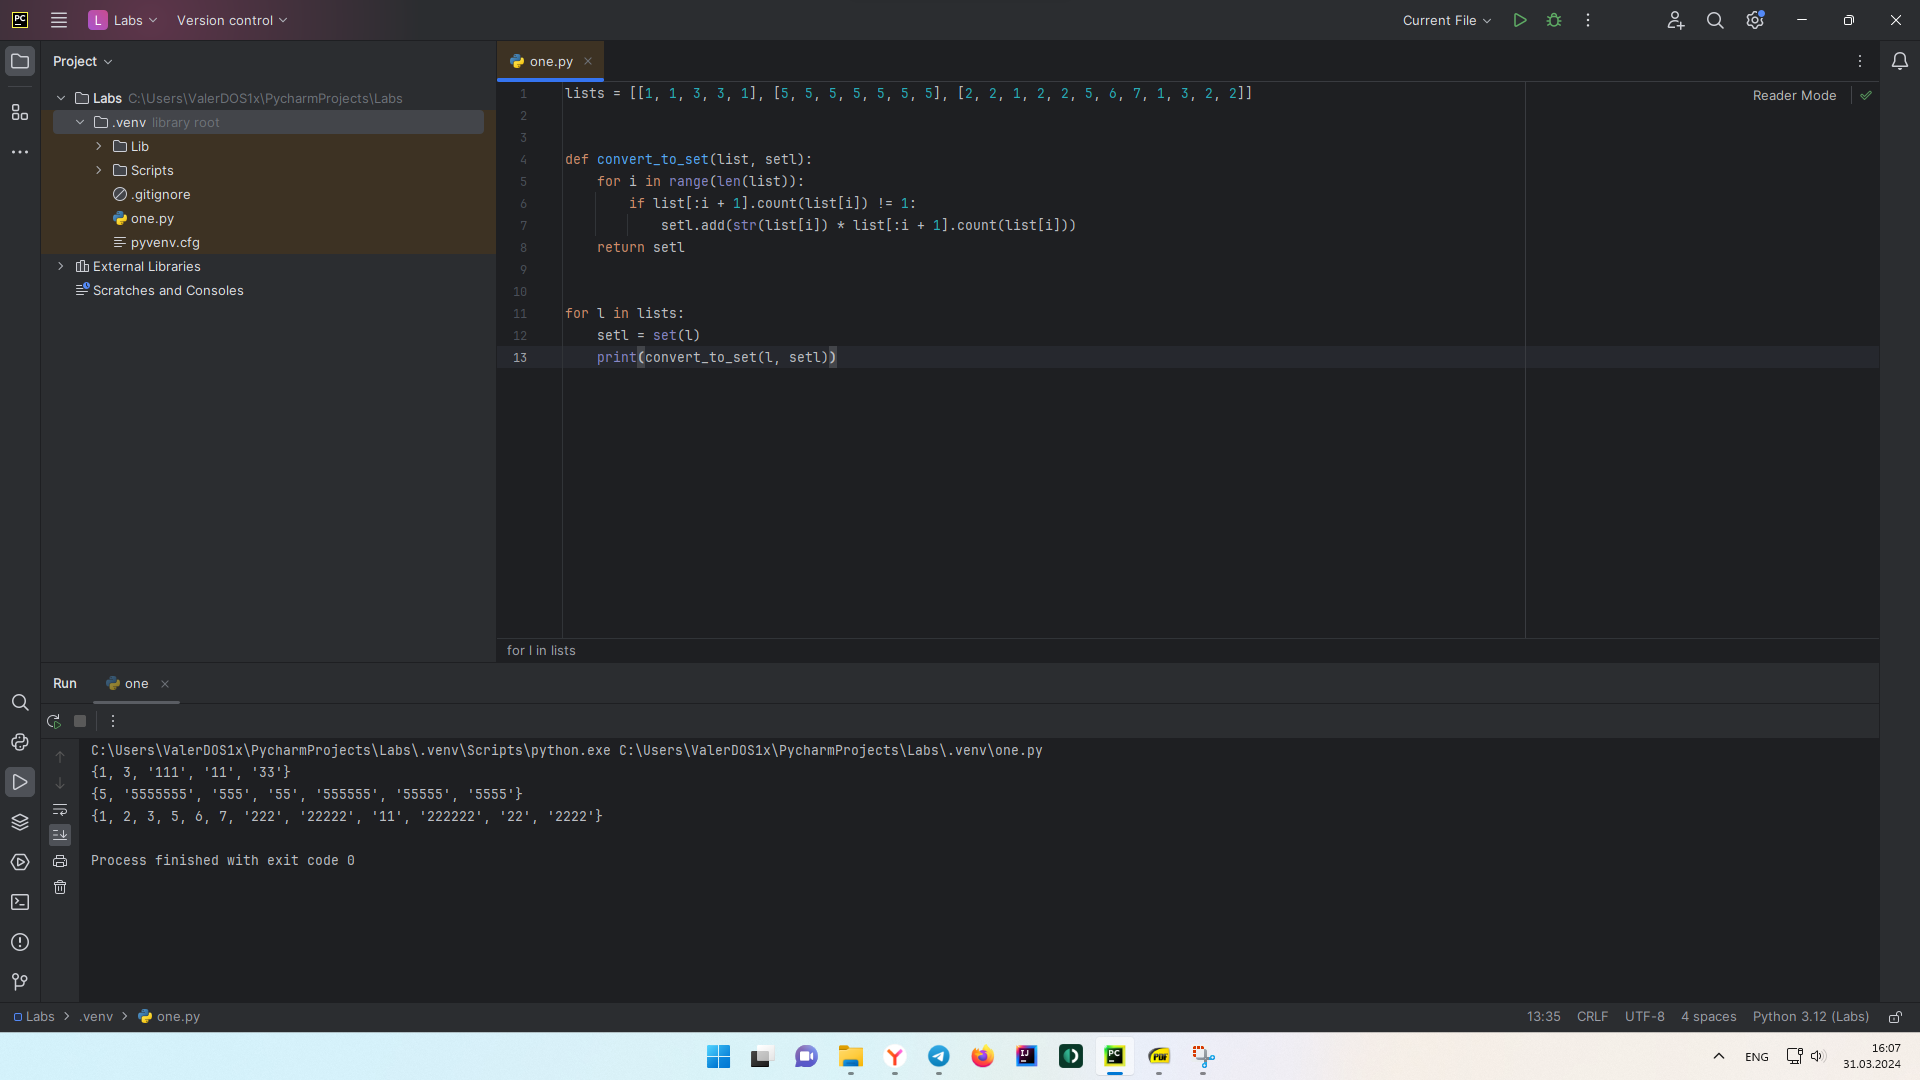 PC L Labs Version control Current File
Project
one.py
Labs C:\Users\ValerDOS1x\PycharmProjects\Labs
.venv library root
Lib
Scripts
.gitignore
one.py
pyvenv.cfg
External Libraries
Scratches and Consoles
Reader Mode
1 lists = [[1, 1, 3, 3, 1], [5, 5, 5, 5, 5, 5, 5], [2, 2, 1, 2, 2, 5, 6, 7, 1, 3, 2, 2]]
2
3
4 def convert_to_set(list, setl):
5     for i in range(len(list)):
6         if list[:i + 1].count(list[i]) != 1:
7             setl.add(str(list[i]) * list[:i + 1].count(list[i]))
8     return setl
9
10
11 for l in lists:
12     setl = set(l)
13     print(convert_to_set(l, setl))
for l in lists
Run one
C:\Users\ValerDOS1x\PycharmProjects\Labs\.venv\Scripts\python.exe C:\Users\ValerDOS1x\PycharmProjects\Labs\.venv\one.py
{1, 3, '111', '11', '33'}
{5, '5555555', '555', '55', '555555', '55555', '5555'}
{1, 2, 3, 5, 6, 7, '222', '22222', '11', '222222', '22', '2222'}
Process finished with exit code 0
Labs .venv one.py 13:35 CRLF UTF-8 4 spaces Python 3.12 (Labs)
IJ PC PDF ENG 16:07
31.03.2024